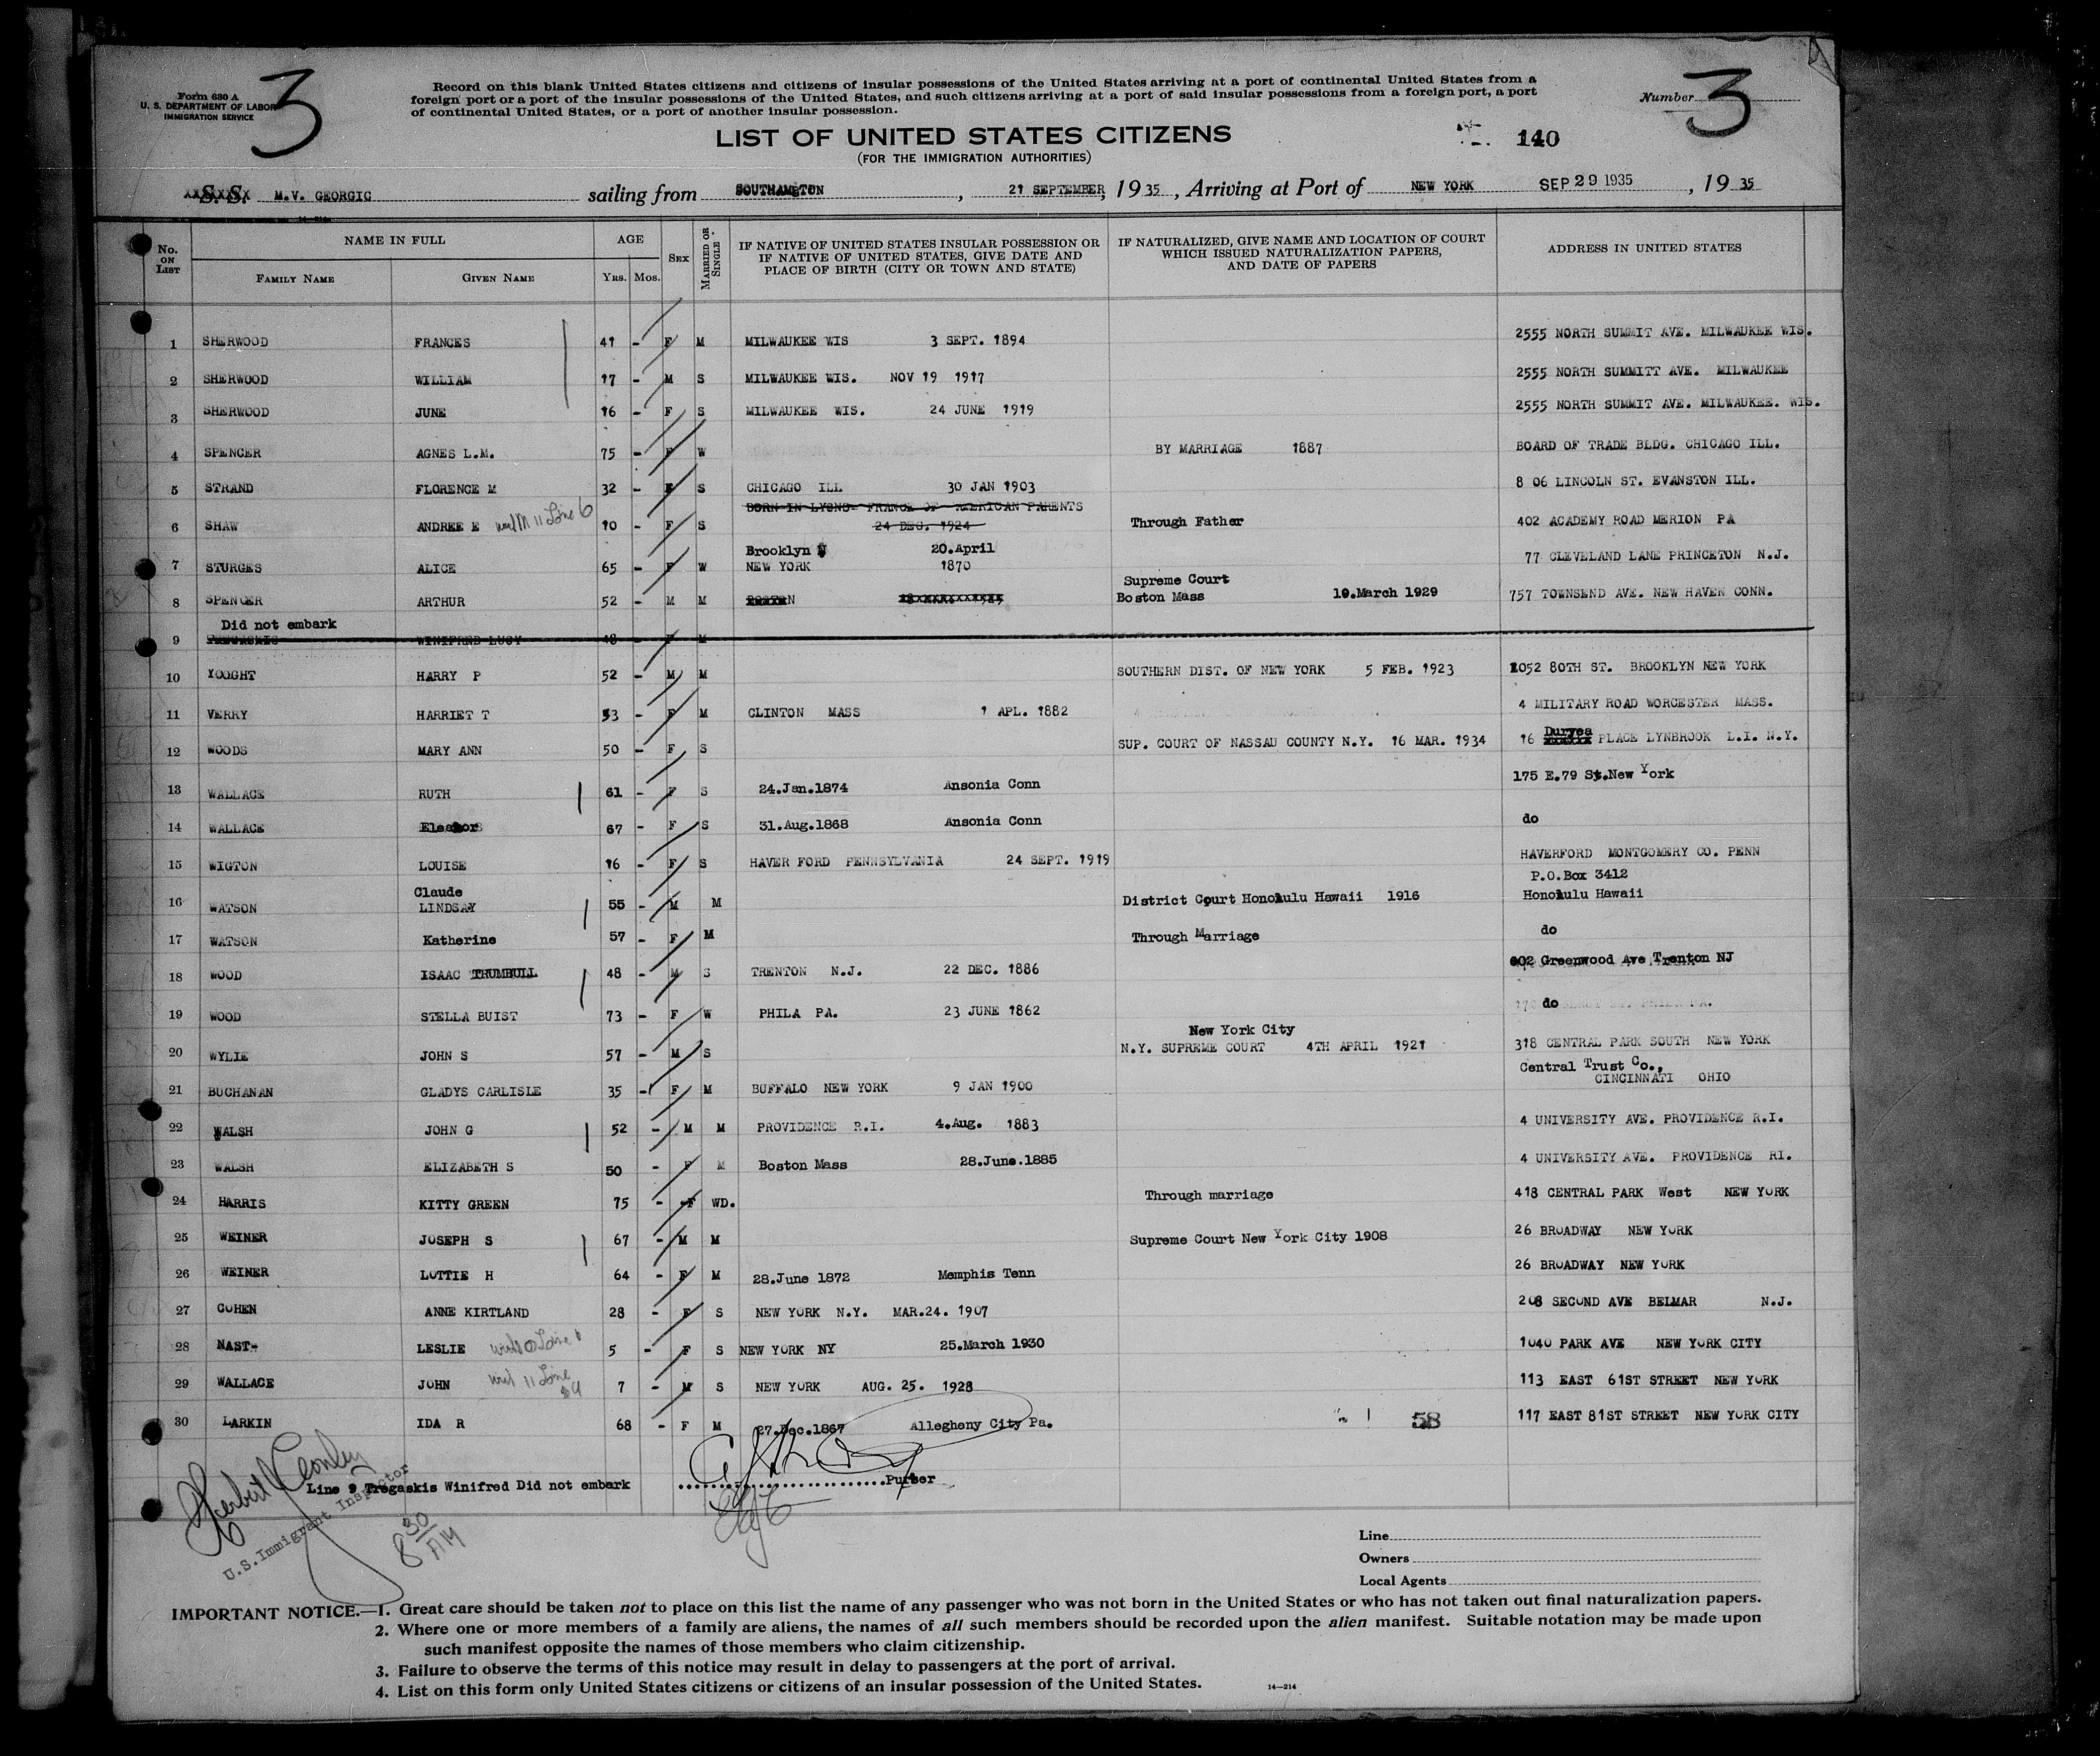 3
Form 630 A
U. S. DEPARTMENT OF LABOR
IMMIGRATION SERVICE
Record on this blank United States citizens and citizens of insular possessions of the United States arriving at a port of continental United States from a
foreign port or a port of the insular possessions of the United States, and such citizens arriving at a port of said insular possessions from a foreign port, a port
of continental United States, or a port of another insular possession.
Number 3
LIST OF UNITED STATES CITIZENS
(FOR THE IMMIGRATION AUTHORITIES)
140
S. S. M.V. GEORGIC sailing from SOUTHAMPTON, 21 SEPTEMBER, 1935, Arriving at Port of NEW YORK SEP 29 1935, 1935
No. ON LIST NAME IN FULL AGE SEX MARRIED OR SINGLE IF NATIVE OF UNITED STATES INSULAR POSSESSION OR IF NATIVE OF UNITED STATES, GIVE DATE AND PLACE OF BIRTH (CITY OR TOWN AND STATE) IF NATURALIZED, GIVE NAME AND LOCATION OF COURT WHICH ISSUED NATURALIZATION PAPERS, AND DATE OF PAPERS ADDRESS IN UNITED STATES
FAMILY NAME GIVEN NAME YRS. MOS.
1 SHERWOOD FRANCES 41 - F M MILWAUKEE WIS 3 SEPT. 1894 2555 NORTH SUMMIT AVE. MILWAUKEE WIS.
2 SHERWOOD WILLIAM 17 - M S MILWAUKEE WIS. NOV 19 1917 2555 NORTH SUMMITT AVE. MILWAUKEE
3 SHERWOOD JUNE 16 - F S MILWAUKEE WIS. 24 JUNE 1919 2555 NORTH SUMMIT AVE. MILWAUKEE. WIS.
4 SPENCER AGNES L.M. 75 - F W BY MARRIAGE 1887 BOARD OF TRADE BLDG. CHICAGO ILL.
5 STRAND FLORENCE M 32 - F S CHICAGO ILL 30 JAN 1903 8 06 LINCOLN ST. EVANSTON ILL.
BORN IN LYONS- FRANCE OF AMERICAN PARENTS
6 SHAW ANDREE E Line 6 10 - F S 24 DEC. 1924 Through Father 402 ACADEMY ROAD MERION PA
Brooklyn 20.April
7 STURGES ALICE 65 - F W NEW YORK 1870 77 CLEVELAND LANE PRINCETON N.J.
Supreme Court
8 SPENCER ARTHUR 52 - M M Boston Mass 19.March 1929 757 TOWNSEND AVE. NEW HAVEN CONN.
Did not embark
9 TREGASKIS WINIFRED LUCY 48 - F M
10 YOUGHT HARRY P 52 - M M SOUTHERN DIST. OF NEW YORK 5 FEB. 1923 1052 80TH ST. BROOKLYN NEW YORK
11 VERRY HARRIET T 53 - F M CLINTON MASS 1 APL. 1882 4 MILITARY ROAD WORCESTER MASS.
12 WOODS MARY ANN 50 - F S SUP. COURT OF NASSAU COUNTY N.Y. 16 MAR. 1934 16 Duryea PLACE LYNBROOK L.I. N.Y.
13 WALLACE RUTH 61 - F S 24.Jan.1874 Ansonia Conn 175 E.79 St.New York
14 WALLACE Eleanor 67 - F S 31.Aug.1868 Ansonia Conn do
15 WIGTON LOUISE 16 - F S HAVER FORD PENNSYLVANIA 24 SEPT. 1919 HAVERFORD MONTGOMERY CO. PENN
Claude P.O.Box 3412
16 WATSON LINDSAY 55 - M M District Court Honolulu Hawaii 1916 Honolulu Hawaii
17 WATSON Katherine 57 - F M Through Marriage do
18 WOOD ISAAC TRUMBULL 48 - M S TRENTON N.J. 22 DEC. 1886 602 Greenwood Ave Trenton NJ
19 WOOD STELLA BUIST 73 - F W PHILA PA. 23 JUNE 1862 do
New York City
20 WYLIE JOHN S 57 - M S N.Y. SUPREME COURT 4TH APRIL 1921 318 CENTRAL PARK SOUTH NEW YORK
Central Trust Co.,
21 BUCHANAN GLADYS CARLISLE 35 - F M BUFFALO NEW YORK 9 JAN 1900 CINCINNATI OHIO
22 WALSH JOHN G 52 - M M PROVIDENCE R.I. 4.Aug. 1883 4 UNIVERSITY AVE. PROVIDENCE R.I.
23 WALSH ELIZABETH S 50 - F M Boston Mass 28.June.1885 4 UNIVERSITY AVE. PROVIDENCE RI.
24 HARRIS KITTY GREEN 75 - F WD. Through marriage 418 CENTRAL PARK West NEW YORK
25 WEINER JOSEPH S 67 - M M Supreme Court New York City 1908 26 BROADWAY NEW YORK
26 WEINER LOTTIE H 64 - F M 28.June 1872 Memphis Tenn 26 BROADWAY NEW YORK
27 COHEN ANNE KIRTLAND 28 - F S NEW YORK N.Y. MAR.24. 1907 208 SECOND AVE BELMAR N.J.
28 NAST- LESLIE 5 - F S NEW YORK NY 25.March 1930 1040 PARK AVE NEW YORK CITY
29 WALLACE JOHN 7 - M S NEW YORK AUG. 25. 1928 113 EAST 61ST STREET NEW YORK
30 LARKIN IDA R 68 - F M 27.Dec.1867 Allegheny City Pa. 58 117 EAST 81ST STREET NEW YORK CITY
Line 9 Tregaskis Winifred Did not embark Purser
U.S. Immigrant Inspector
8 30 AM
Line
Owners
Local Agents
IMPORTANT NOTICE.—1. Great care should be taken not to place on this list the name of any passenger who was not born in the United States or who has not taken out final naturalization papers.
2. Where one or more members of a family are aliens, the names of all such members should be recorded upon the alien manifest. Suitable notation may be made upon
such manifest opposite the names of those members who claim citizenship.
3. Failure to observe the terms of this notice may result in delay to passengers at the port of arrival.
4. List on this form only United States citizens or citizens of an insular possession of the United States.
14—214